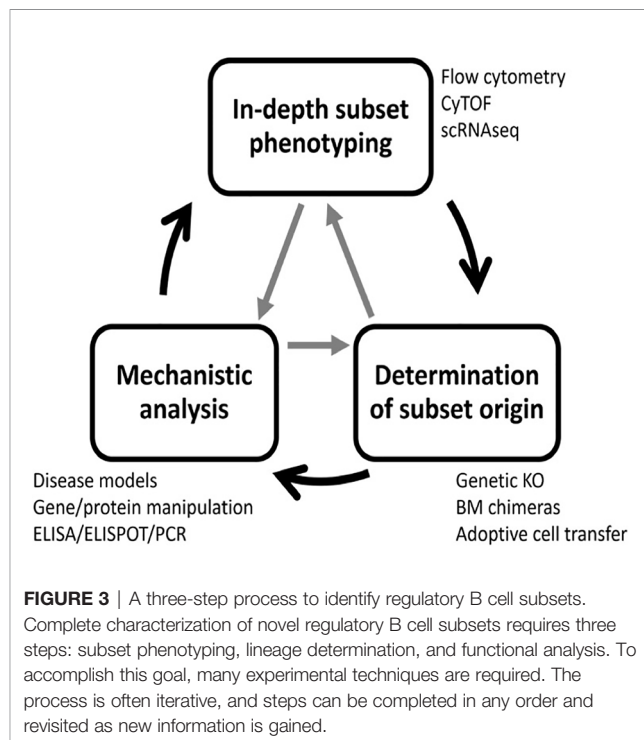 In-depth subset
phenotyping
Flow cytometry
CyTOF
scRNAseq
Mechanistic
analysis
Determination
of subset origin
Disease models
Gene/protein manipulation
ELISA/ELISPOT/PCR
Genetic KO
BM chimeras
Adoptive cell transfer
FIGURE 3 | A three-step process to identify regulatory B cell subsets.
Complete characterization of novel regulatory B cell subsets requires three
steps: subset phenotyping, lineage determination, and functional analysis. To
accomplish this goal, many experimental techniques are required. The
process is often iterative, and steps can be completed in any order and
revisited as new information is gained.